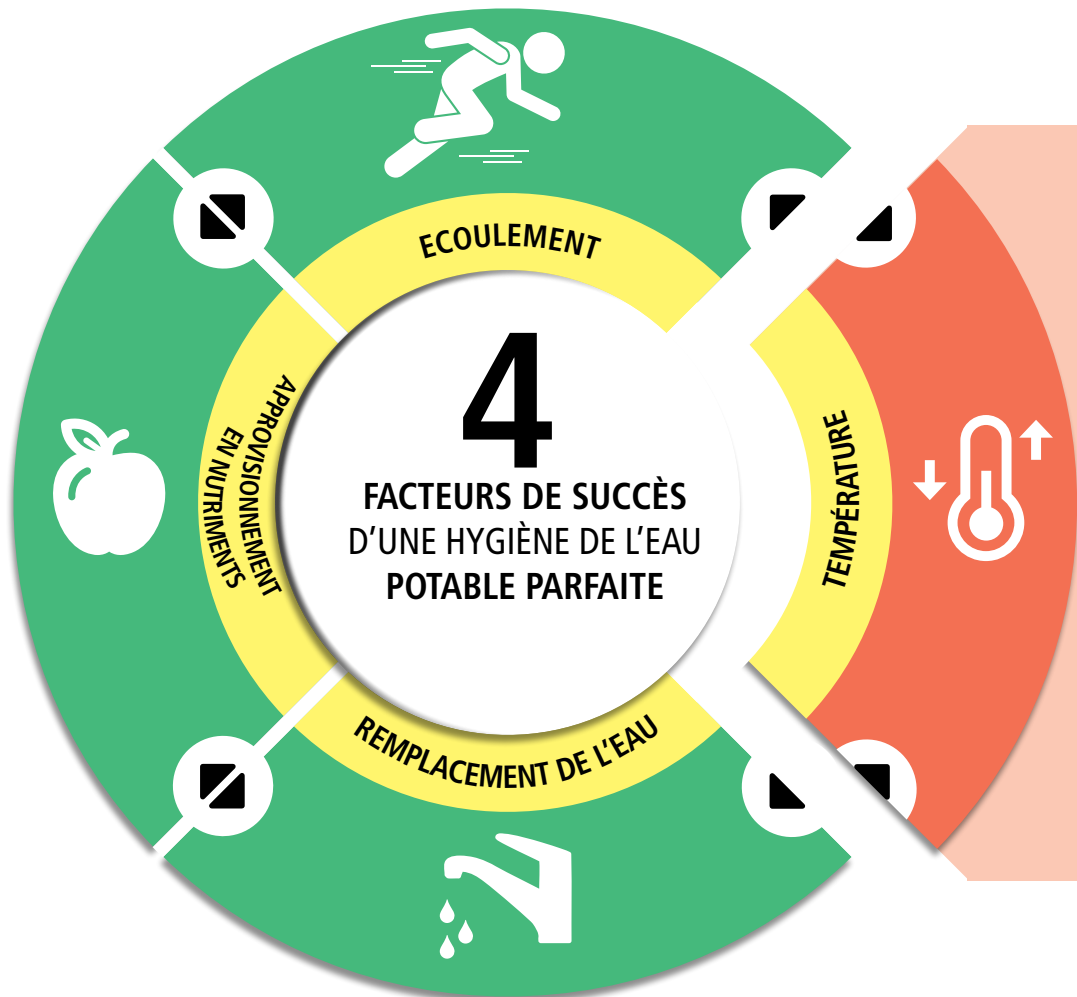 ECOULEMENT
4
FACTEURS DE SUCCÈS
D'UNE HYGIÈNE DE L'EAU
POTABLE PARFAITE
APPROVISIONNEMENT
EN NUTRIMENTS
TEMPÉRATURE
REMPLACEMENT DE L'EAU